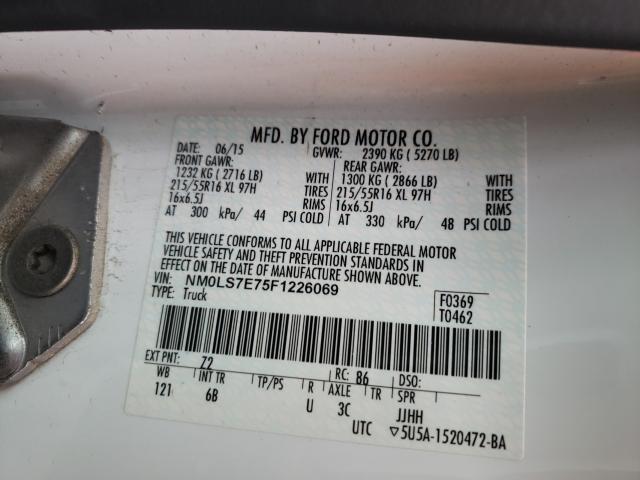 MFD. BY FORD MOTOR CO.
DATE: 06/15 GVWR: 2390 KG ( 5270 LB)
FRONT GAWR: REAR GAWR:
1232 KG ( 2716 LB) WITH 1300 KG ( 2866 LB) WITH
215/55R16 XL 97H TIRES 215/55R16 XL 97H TIRES
16x6.5J RIMS 16x6.5J RIMS
AT 300 kPa/ 44 PSI COLD AT 330 kPa/ 48 PSI COLD
THIS VEHICLE CONFORMS TO ALL APPLICABLE FEDERAL MOTOR
VEHICLE SAFETY AND THEFT PREVENTION STANDARDS IN
EFFECT ON THE DATE OF MANUFACTURE SHOWN ABOVE.
VIN: NM0LS7E75F1226069
TYPE: Truck
F0369
T0462
EXT PNT: Z2 RC: 86 DSO:
WB INT TR TP/PS R AXLE TR SPR
121 6B U 3C JJHH
UTC ▽5U5A-1520472-BA